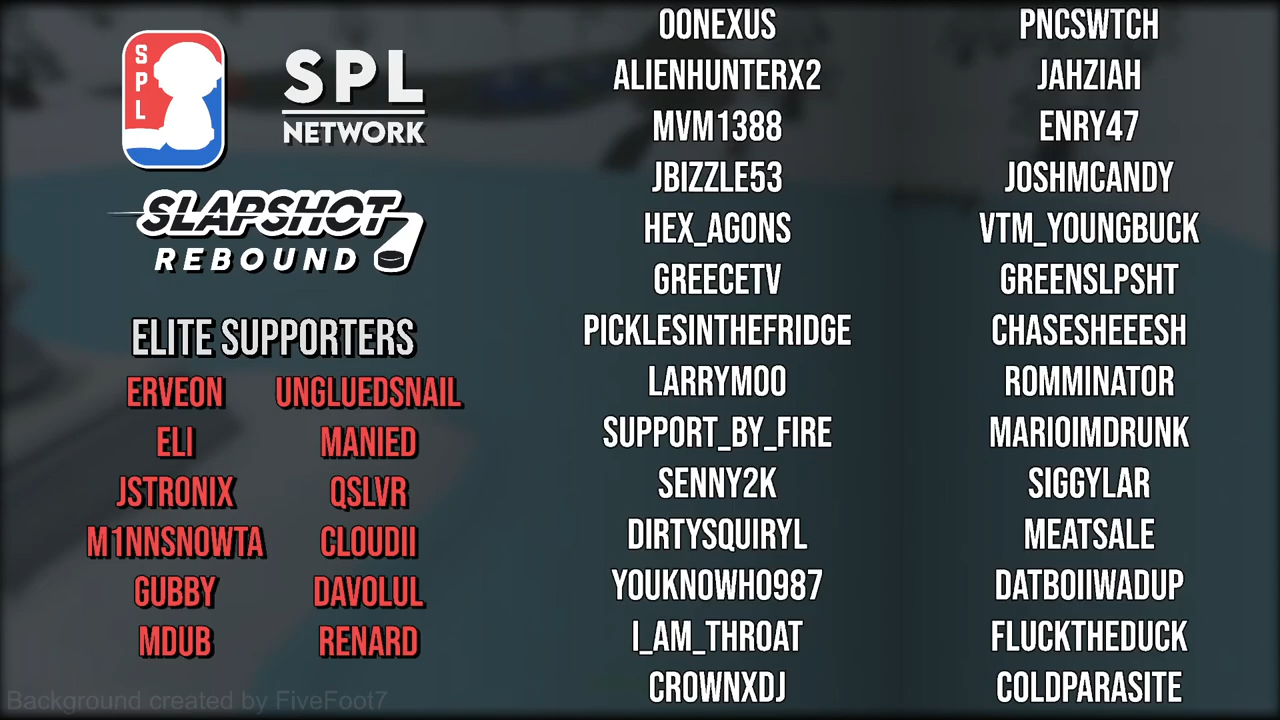 SPL
SPL
NETWORK
SLAPSHOT
REBOUND
ELITE SUPPORTERS
ERVEON UNGLUEDSNAIL
ELI MANIED
JSTRONIX QSLVR
M1NNSNOWTA CLOUDII
GUBBY DAVOLUL
MDUB RENARD
Background created by FiveFoot7
00NEXUS
ALIENHUNTERX2
MVM1388
JBIZZLE53
HEX_AGONS
GREECETV
PICKLESINTHEFRIDGE
LARRYMOO
SUPPORT_BY_FIRE
SENNY2K
DIRTYSQUIRYL
YOUKNOWHO987
I_AM_THROAT
CROWNXDJ
PNCSWTCH
JAHZIAH
ENRY47
JOSHMCANDY
VTM_YOUNGBUCK
GREENSLPSHT
CHASESHEEESH
ROMMINATOR
MARIOIMDRUNK
SIGGYLAR
MEATSALE
DATBOIIWADUP
FLUCKTHEDUCK
COLDPARASITE